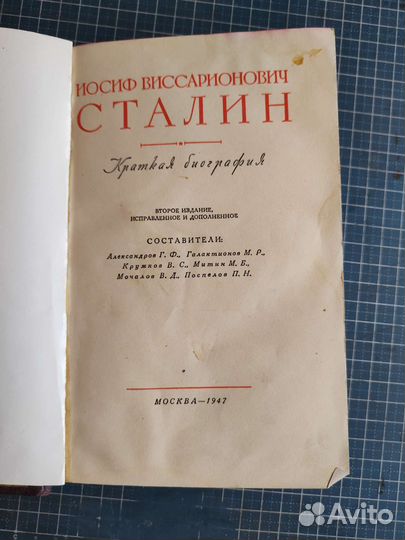 ИОСИФ ВИССАРИОНОВИЧ
СТАЛИН
Краткая биография
ВТОРОЕ ИЗДАНИЕ,
ИСПРАВЛЕННОЕ И ДОПОЛНЕННОЕ
СОСТАВИТЕЛИ:
Александров Г. Ф., Галактионов М. Р.,
Кружков В. С., Митин М. Б.,
Мочалов В. Д., Поспелов П. Н.
МОСКВА—1947
Avito